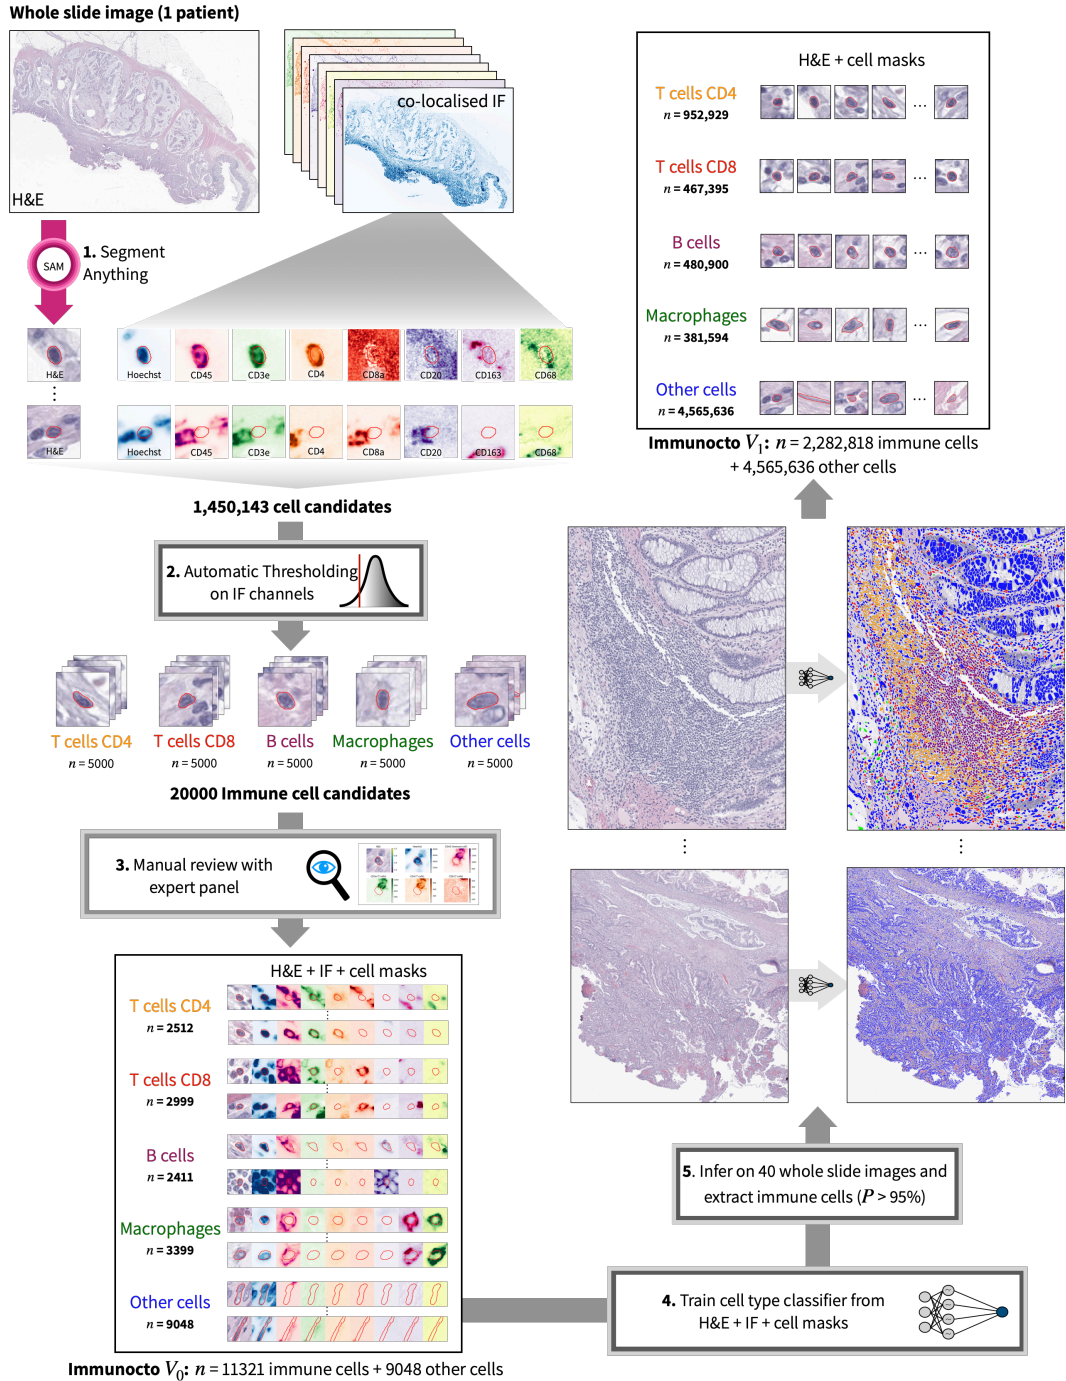 Whole slide image (1 patient)
H&E
co-localised IF
SAM
1. Segment
Anything
H&E
Hoechst
CD45
CD3e
CD4
CD8a
CD20
CD163
CD68
H&E
Hoechst
CD45
CD3e
CD4
CD8a
CD20
CD163
CD68
1,450,143 cell candidates
2. Automatic Thresholding
on IF channels
T cells CD4
n = 5000
T cells CD8
n = 5000
B cells
n = 5000
Macrophages
n = 5000
Other cells
n = 5000
20000 Immune cell candidates
3. Manual review with
expert panel
H&E + IF + cell masks
T cells CD4
n = 2512
T cells CD8
n = 2999
B cells
n = 2411
Macrophages
n = 3399
Other cells
n = 9048
Immunocto V0: n = 11321 immune cells + 9048 other cells
4. Train cell type classifier from
H&E + IF + cell masks
5. Infer on 40 whole slide images and
extract immune cells (P > 95%)
H&E + cell masks
T cells CD4
n = 952,929
T cells CD8
n = 467,395
B cells
n = 480,900
Macrophages
n = 381,594
Other cells
n = 4,565,636
Immunocto V1: n = 2,282,818 immune cells
+ 4,565,636 other cells